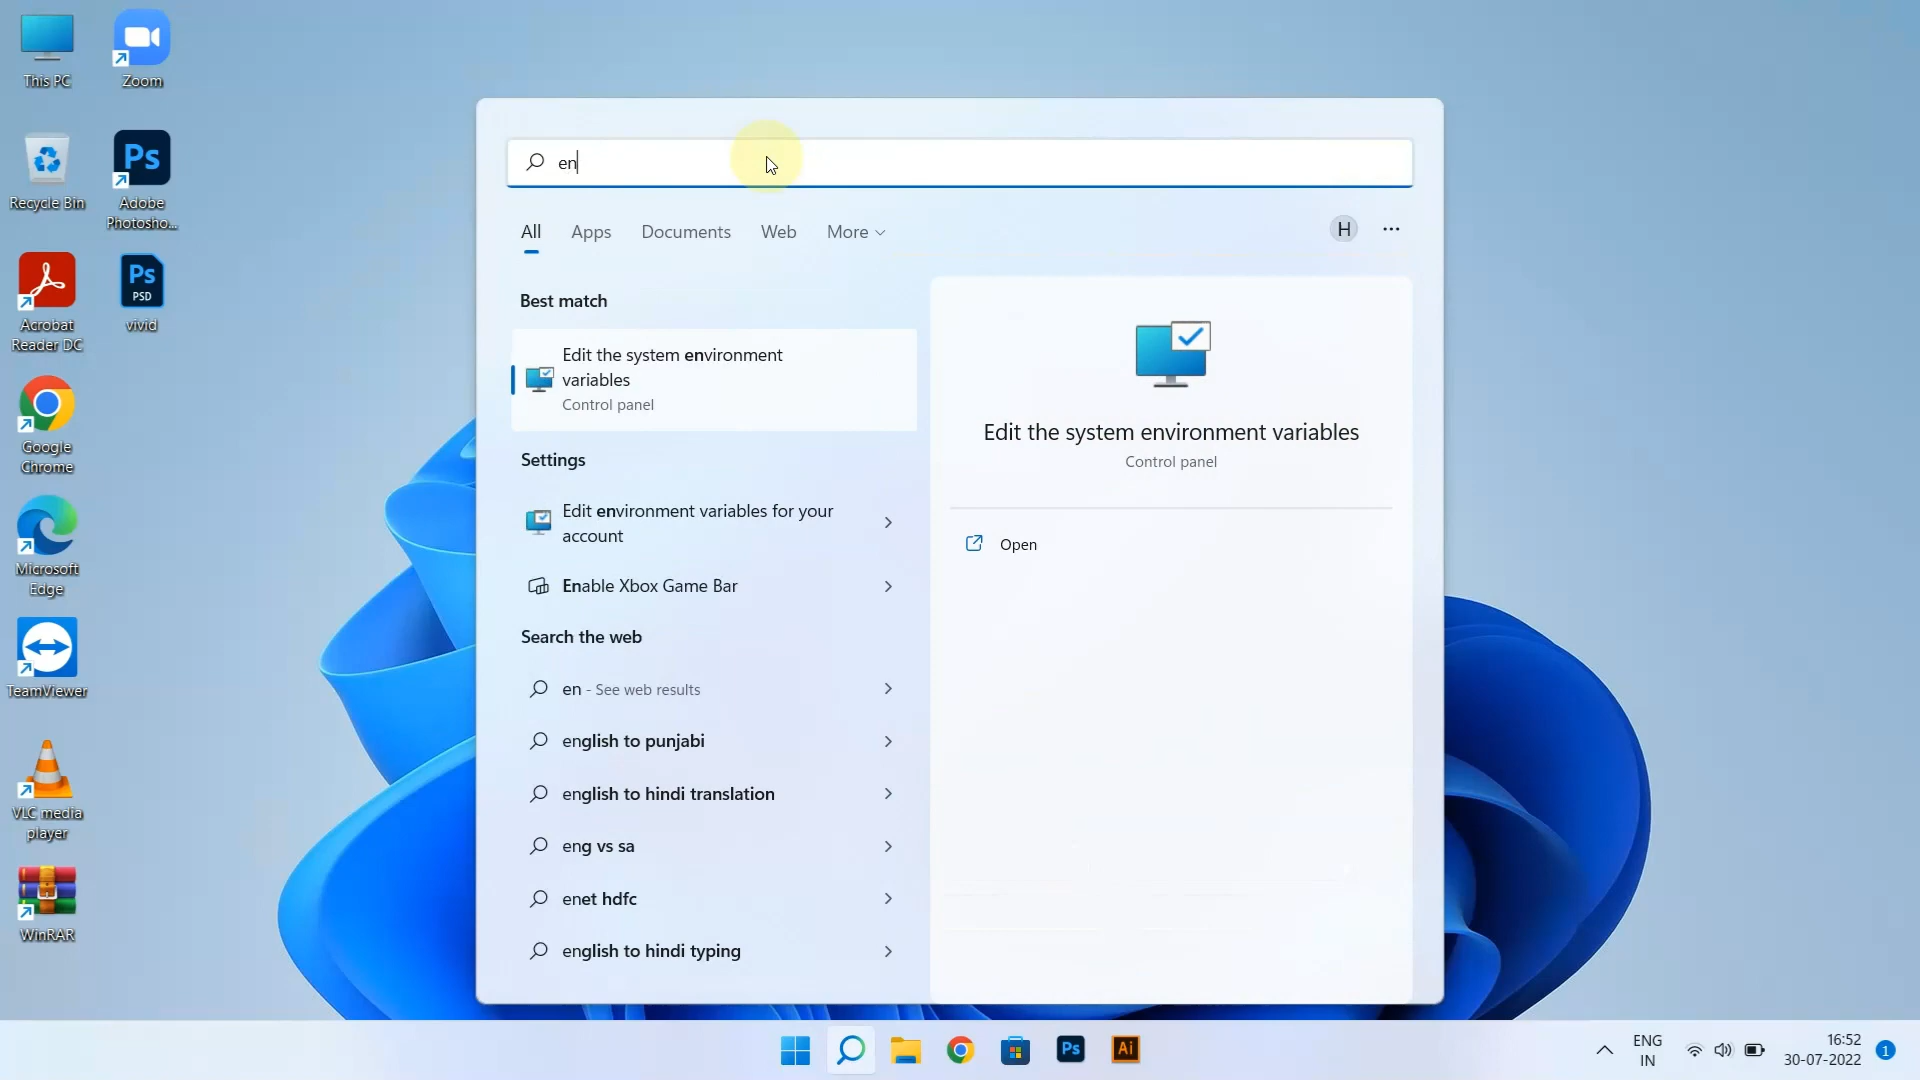 This PC
Zoom
Ps
Recycle Bin
Adobe
Photosho...
Ps
PSD
Acrobat
Reader DC
vivid
Google
Chrome
Microsoft
Edge
TeamViewer
VLC media
player
WinRAR
en
All Apps Documents Web More
H
Best match
Edit the system environment
variables
Control panel
Settings
Edit environment variables for your
account
Enable Xbox Game Bar
Search the web
en - See web results
english to punjabi
english to hindi translation
eng vs sa
enet hdfc
english to hindi typing
Edit the system environment variables
Control panel
Open
Ps
Ai
ENG
IN
16:52
30-07-2022
1